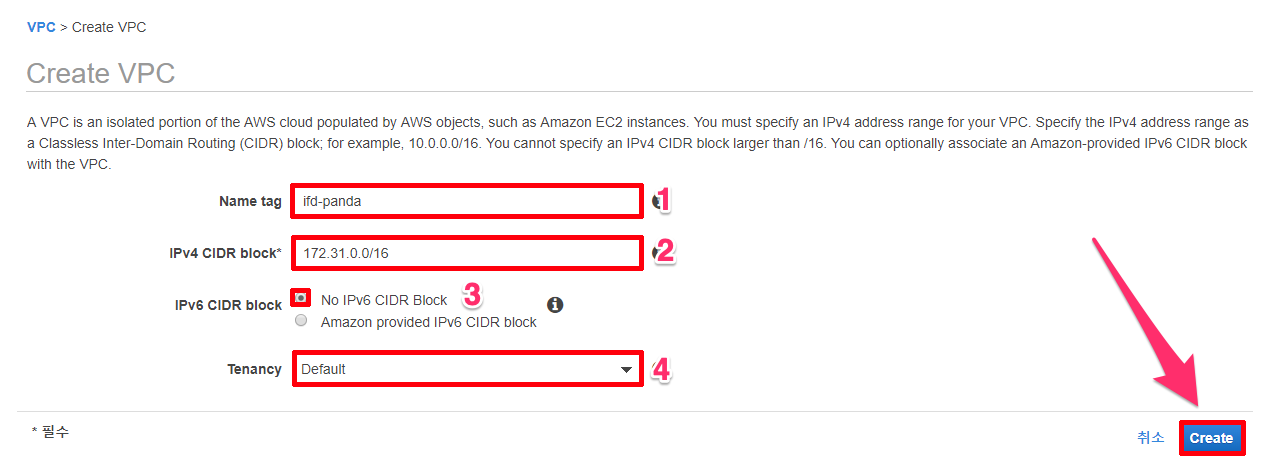 VPC > Create VPC
Create VPC
A VPC is an isolated portion of the AWS cloud populated by AWS objects, such as Amazon EC2 instances. You must specify an IPv4 address range for your VPC. Specify the IPv4 address range as
a Classless Inter-Domain Routing (CIDR) block; for example, 10.0.0.0/16. You cannot specify an IPv4 CIDR block larger than /16. You can optionally associate an Amazon-provided IPv6 CIDR block
with the VPC.
Name tag ifd-panda 1
IPv4 CIDR block* 172.31.0.0/16 2
IPv6 CIDR block No IPv6 CIDR Block 3
Amazon provided IPv6 CIDR block
Tenancy Default 4
* 필수 취소 Create